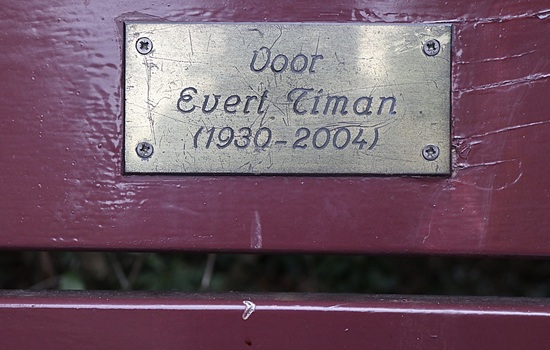 Voor
Evert Timan
(1930-2004)